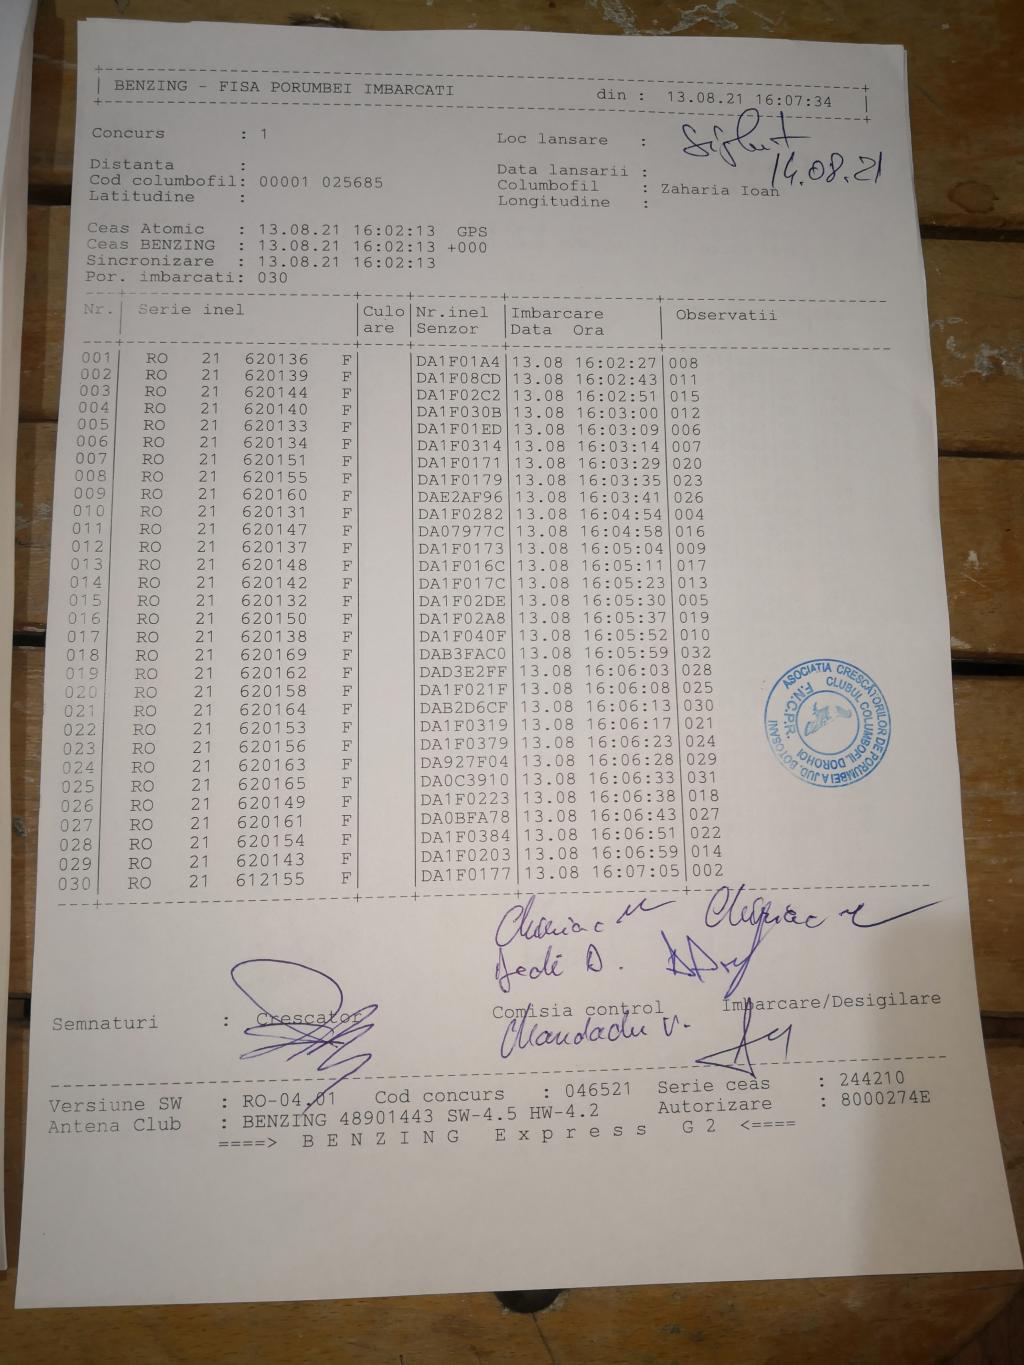 BENZING - FISA PORUMBEI IMBARCATI din : 13.08.21 16:07:34
Concurs : 1 Loc lansare : Sighet
Distanta : Data lansarii : 14.08.21
Cod columbofil: 00001 025685 Columbofil : Zaharia Ioan
Latitudine : Longitudine :
Ceas Atomic : 13.08.21 16:02:13 GPS
Ceas BENZING : 13.08.21 16:02:13 +000
Sincronizare : 13.08.21 16:02:13
Por. imbarcati: 030
Nr. Serie inel Culo Nr.inel Imbarcare Observatii
are Senzor Data Ora
001 RO 21 620136 F DA1F01A4 13.08 16:02:27 008
002 RO 21 620139 F DA1F08CD 13.08 16:02:43 011
003 RO 21 620144 F DA1F02C2 13.08 16:02:51 015
004 RO 21 620140 F DA1F030B 13.08 16:03:00 012
005 RO 21 620133 F DA1F01ED 13.08 16:03:09 006
006 RO 21 620134 F DA1F0314 13.08 16:03:14 007
007 RO 21 620151 F DA1F0171 13.08 16:03:29 020
008 RO 21 620155 F DA1F0179 13.08 16:03:35 023
009 RO 21 620160 F DAE2AF96 13.08 16:03:41 026
010 RO 21 620131 F DA1F0282 13.08 16:04:54 004
011 RO 21 620147 F DA07977C 13.08 16:04:58 016
012 RO 21 620137 F DA1F0173 13.08 16:05:04 009
013 RO 21 620148 F DA1F016C 13.08 16:05:11 017
014 RO 21 620142 F DA1F017C 13.08 16:05:23 013
015 RO 21 620132 F DA1F02DE 13.08 16:05:30 005
016 RO 21 620150 F DA1F02A8 13.08 16:05:37 019
017 RO 21 620138 F DA1F040F 13.08 16:05:52 010
018 RO 21 620169 F DAB3FAC0 13.08 16:05:59 032
019 RO 21 620162 F DAD3E2FF 13.08 16:06:03 028
020 RO 21 620158 F DA1F021F 13.08 16:06:08 025
021 RO 21 620164 F DAB2D6CF 13.08 16:06:13 030
022 RO 21 620153 F DA1F0319 13.08 16:06:17 021
023 RO 21 620156 F DA1F0379 13.08 16:06:23 024
024 RO 21 620163 F DA927F04 13.08 16:06:28 029
025 RO 21 620165 F DA0C3910 13.08 16:06:33 031
026 RO 21 620149 F DA1F0223 13.08 16:06:38 018
027 RO 21 620161 F DA0BFA78 13.08 16:06:43 027
028 RO 21 620154 F DA1F0384 13.08 16:06:51 022
029 RO 21 620143 F DA1F0203 13.08 16:06:59 014
030 RO 21 612155 F DA1F0177 13.08 16:07:05 002
ASOCIATIA CRESCĂTORILOR DE PORUMBEI A JUD. BOTOSANI
CLUBUL COLUMBOFIL DOROHOI
F.N.C.P.R.
Semnaturi : Crescator Comisia control Imbarcare/Desigilare
Versiune SW : RO-04.01 Cod concurs : 046521 Serie ceas : 244210
Antena Club : BENZING 48901443 SW-4.5 HW-4.2 Autorizare : 8000274E
====> B E N Z I N G E x p r e s s G 2 <====